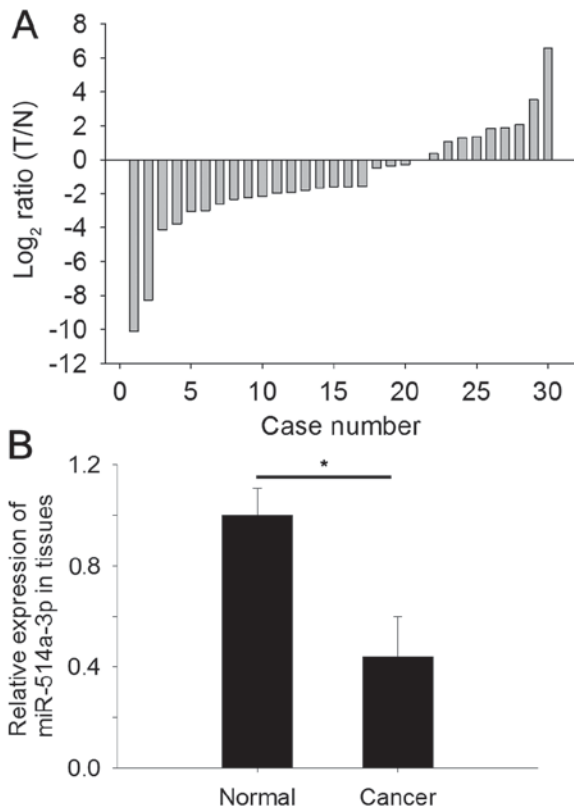 A
8
6
4
2
0
-2
-4
-6
-8
-10
-12
Log2 ratio (T/N)
0 5 10 15 20 25 30
Case number
B
1.2
0.8
0.4
0.0
Relative expression of
miR-514a-3p in tissues
*
Normal Cancer